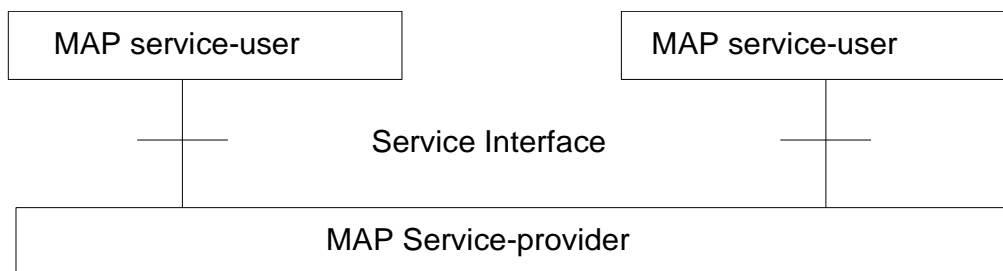 MAP service-user
MAP service-user
Service Interface
MAP Service-provider